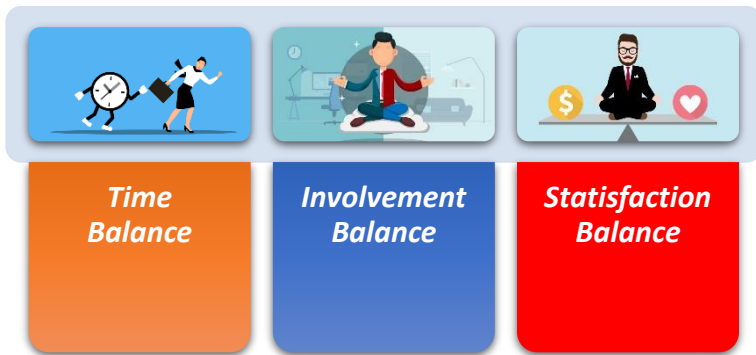 Time
Balance
Involvement
Balance
Statisfaction
Balance
$